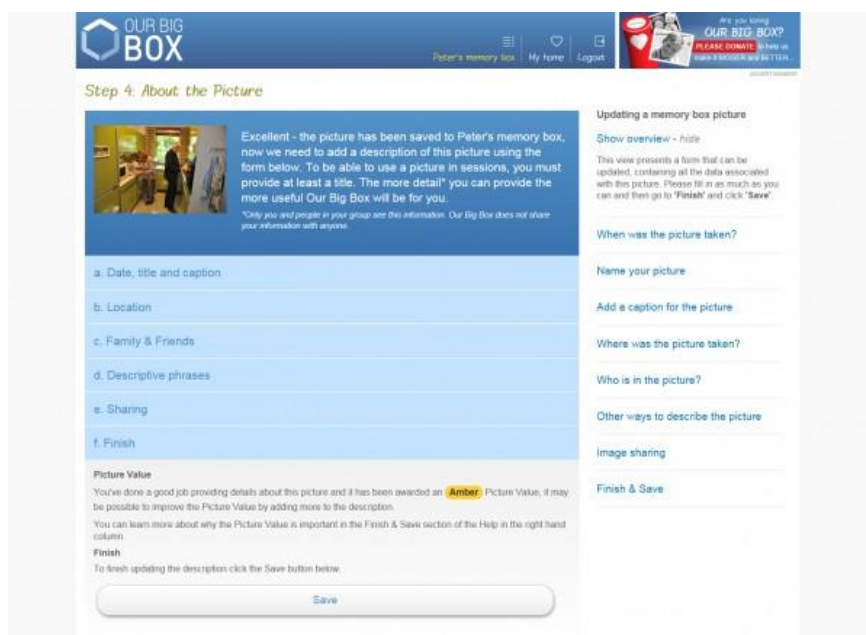 OUR BIG
BOX
Peter's memory box
My home
Logout
Are you loving
OUR BIG BOX?
PLEASE DONATE to help us
make it BIGGER and BETTER...
ADVERTISEMENT
Step 4: About the Picture
Excellent - the picture has been saved to Peter's memory box,
now we need to add a description of this picture using the
form below. To be able to use a picture in sessions, you must
provide at least a title. The more detail* you can provide the
more useful Our Big Box will be for you.
*Only you and people in your group see this information. Our Big Box does not share
your information with anyone.
a. Date, title and caption
b. Location
c. Family & Friends
d. Descriptive phrases
e. Sharing
f. Finish
Picture Value
You've done a good job providing details about this picture and it has been awarded an Amber Picture Value, it may
be possible to improve the Picture Value by adding more to the description.
You can learn more about why the Picture Value is important in the Finish & Save section of the Help in the right hand
column.
Finish
To finish updating the description click the Save button below.
Save
Updating a memory box picture
Show overview - hide
This view presents a form that can be
updated, containing all the data associated
with this picture. Please fill in as much as you
can and then go to 'Finish' and click 'Save'
When was the picture taken?
Name your picture
Add a caption for the picture
Where was the picture taken?
Who is in the picture?
Other ways to describe the picture
Image sharing
Finish & Save